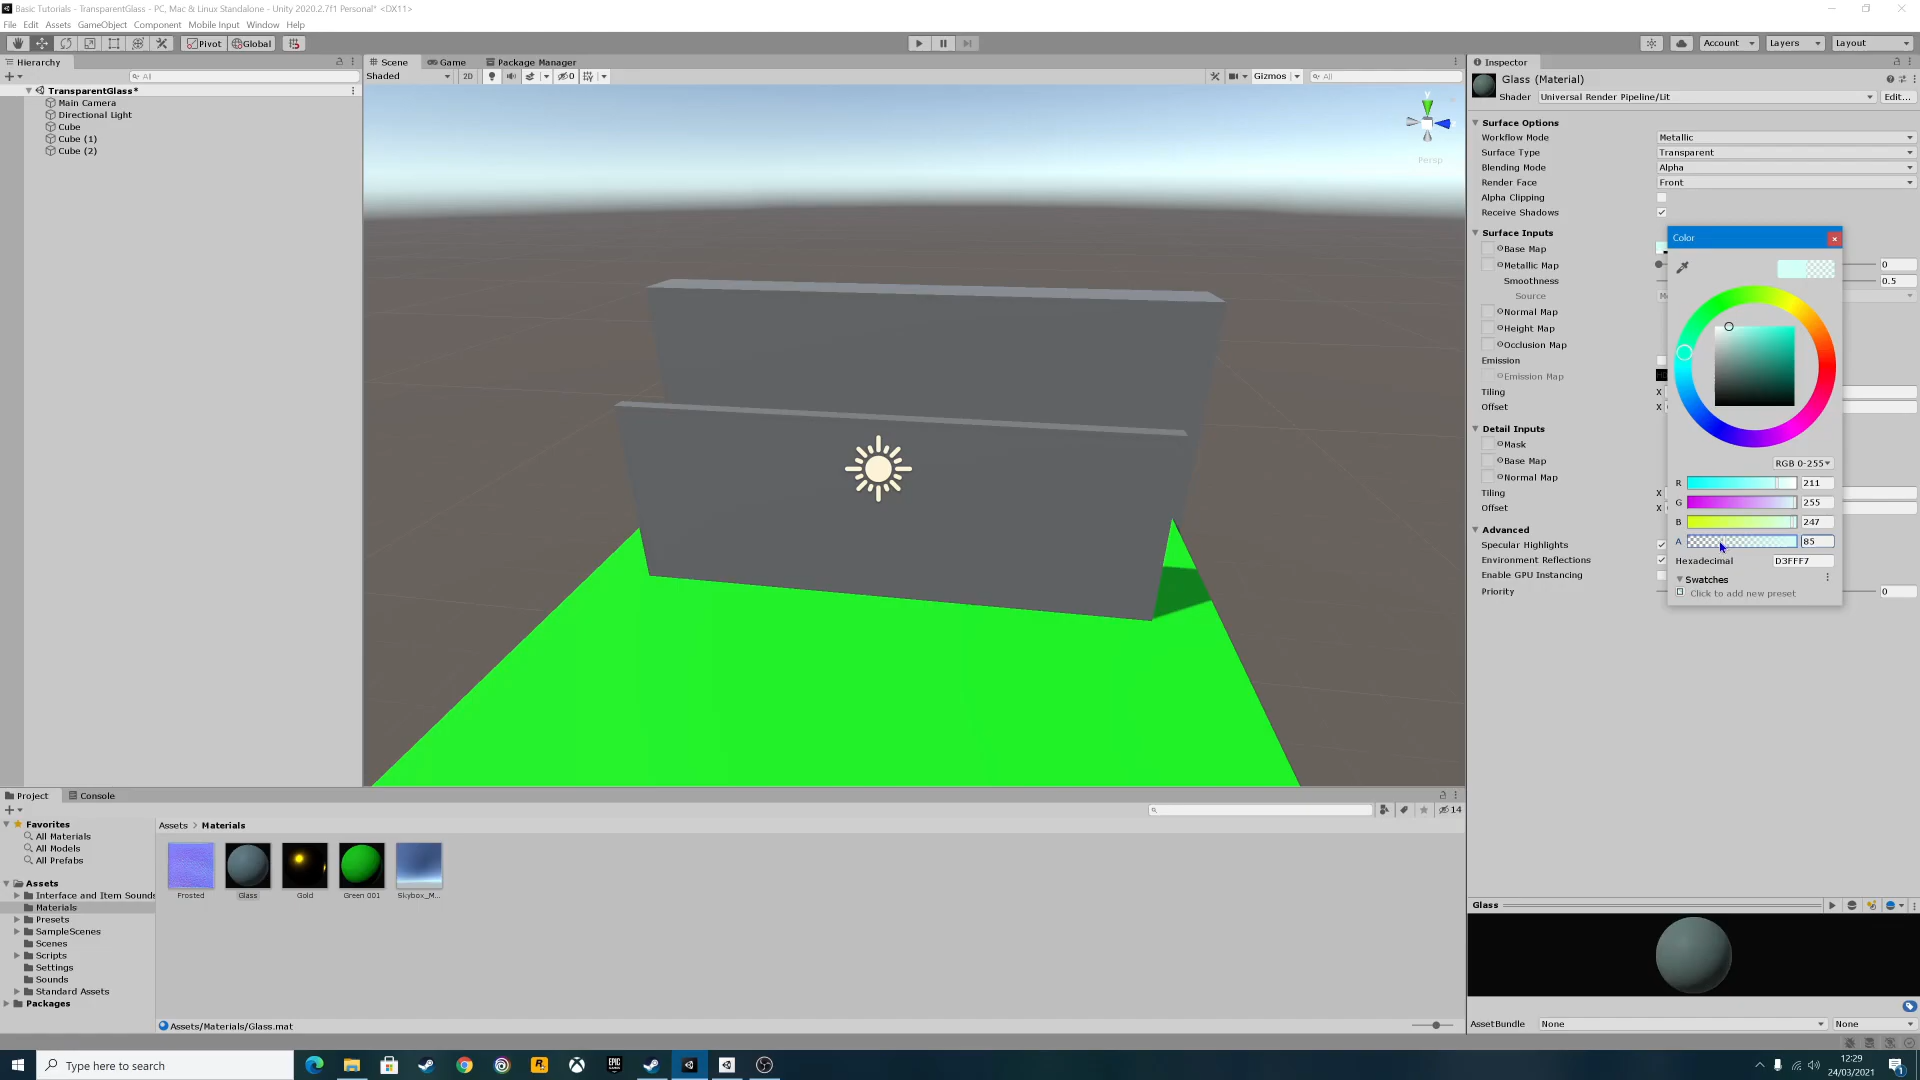 Basic Tutorials - TransparentGlass - PC, Mac & Linux Standalone - Unity 2020.2.7f1 Personal* <DX11>
File Edit Assets GameObject Component Mobile Input Window Help
Pivot Global Account Layers Layout
Hierarchy
All
TransparentGlass*
Main Camera
Directional Light
Cube
Cube (1)
Cube (2)
Scene Game Package Manager
Shaded 2D 0 Gizmos All
Y
Persp
Inspector
Glass (Material)
Shader Universal Render Pipeline/Lit Edit...
Surface Options
Workflow Mode Metallic
Surface Type Transparent
Blending Mode Alpha
Render Face Front
Alpha Clipping
Receive Shadows
Surface Inputs
Base Map
Metallic Map 0
Smoothness 0.5
Source
Normal Map
Height Map
Occlusion Map
Emission
Emission Map
Tiling X
Offset X
Detail Inputs
Mask
Base Map
Normal Map
Tiling X
Offset X
Advanced
Specular Highlights
Environment Reflections
Enable GPU Instancing
Priority 0
Color
RGB 0-255
R 211
G 255
B 247
A 85
Hexadecimal D3FFF7
Swatches
Click to add new preset
Project Console
14
Favorites
All Materials
All Models
All Prefabs
Assets
Interface and Item Sounds
Materials
Presets
SampleScenes
Scenes
Scripts
Settings
Sounds
Standard Assets
Packages
Assets > Materials
Frosted Glass Gold Green 001 Skybox_M...
Assets/Materials/Glass.mat
Glass
AssetBundle None None
Type here to search
EPIC GAMES
R
12:29
24/03/2021
1